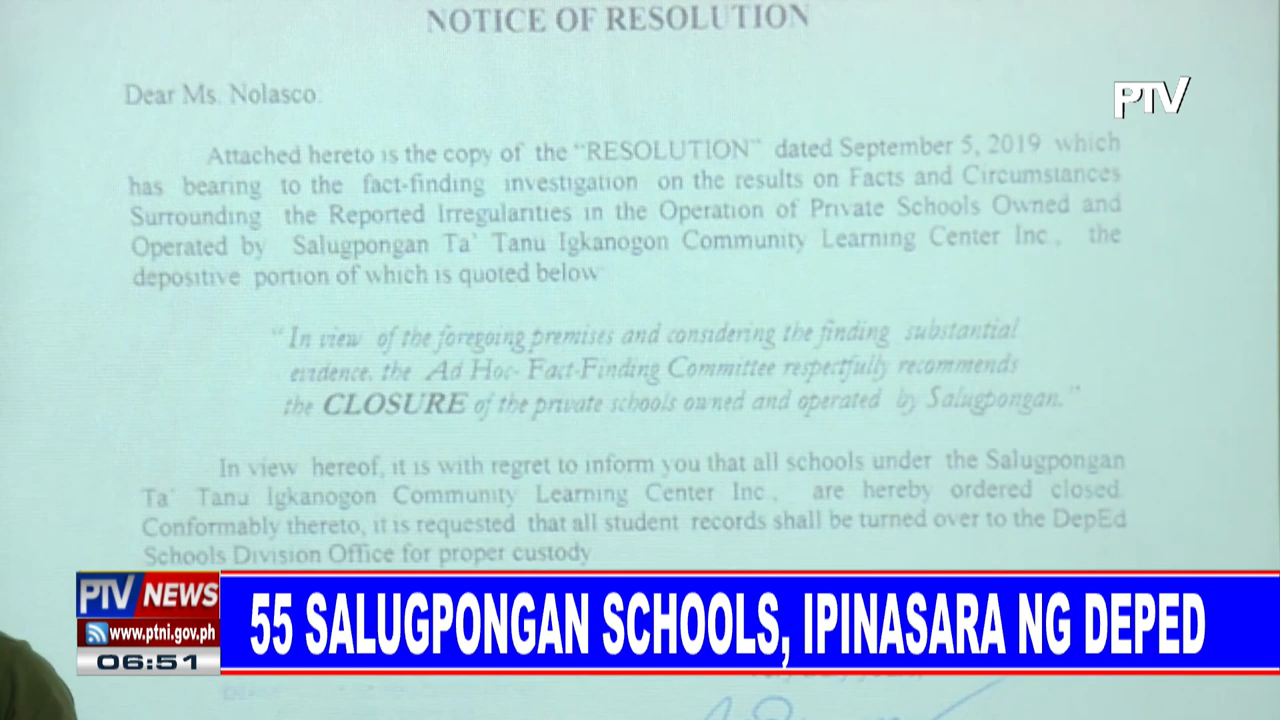 NOTICE OF RESOLUTION
Dear Ms. Nolasco:
PTV
Attached hereto is the copy of the "RESOLUTION" dated September 5, 2019 which
has bearing to the fact-finding investigation on the results on Facts and Circumstances
Surrounding the Reported Irregularities in the Operation of Private Schools Owned and
Operated by Salugpongan Ta' Tanu Igkanogon Community Learning Center Inc., the
depositive portion of which is quoted below
"In view of the foregoing premises and considering the finding substantial
evidence, the Ad Hoc- Fact-Finding Committee respectfully recommends
the CLOSURE of the private schools owned and operated by Salugpongan."
In view hereof, it is with regret to inform you that all schools under the Salugpongan
Ta' Tanu Igkanogon Community Learning Center Inc., are hereby ordered closed.
Conformably thereto, it is requested that all student records shall be turned over to the DepEd
Schools Division Office for proper custody
PTV NEWS
www.ptni.gov.ph
06:51
55 SALUGPONGAN SCHOOLS, IPINASARA NG DEPED